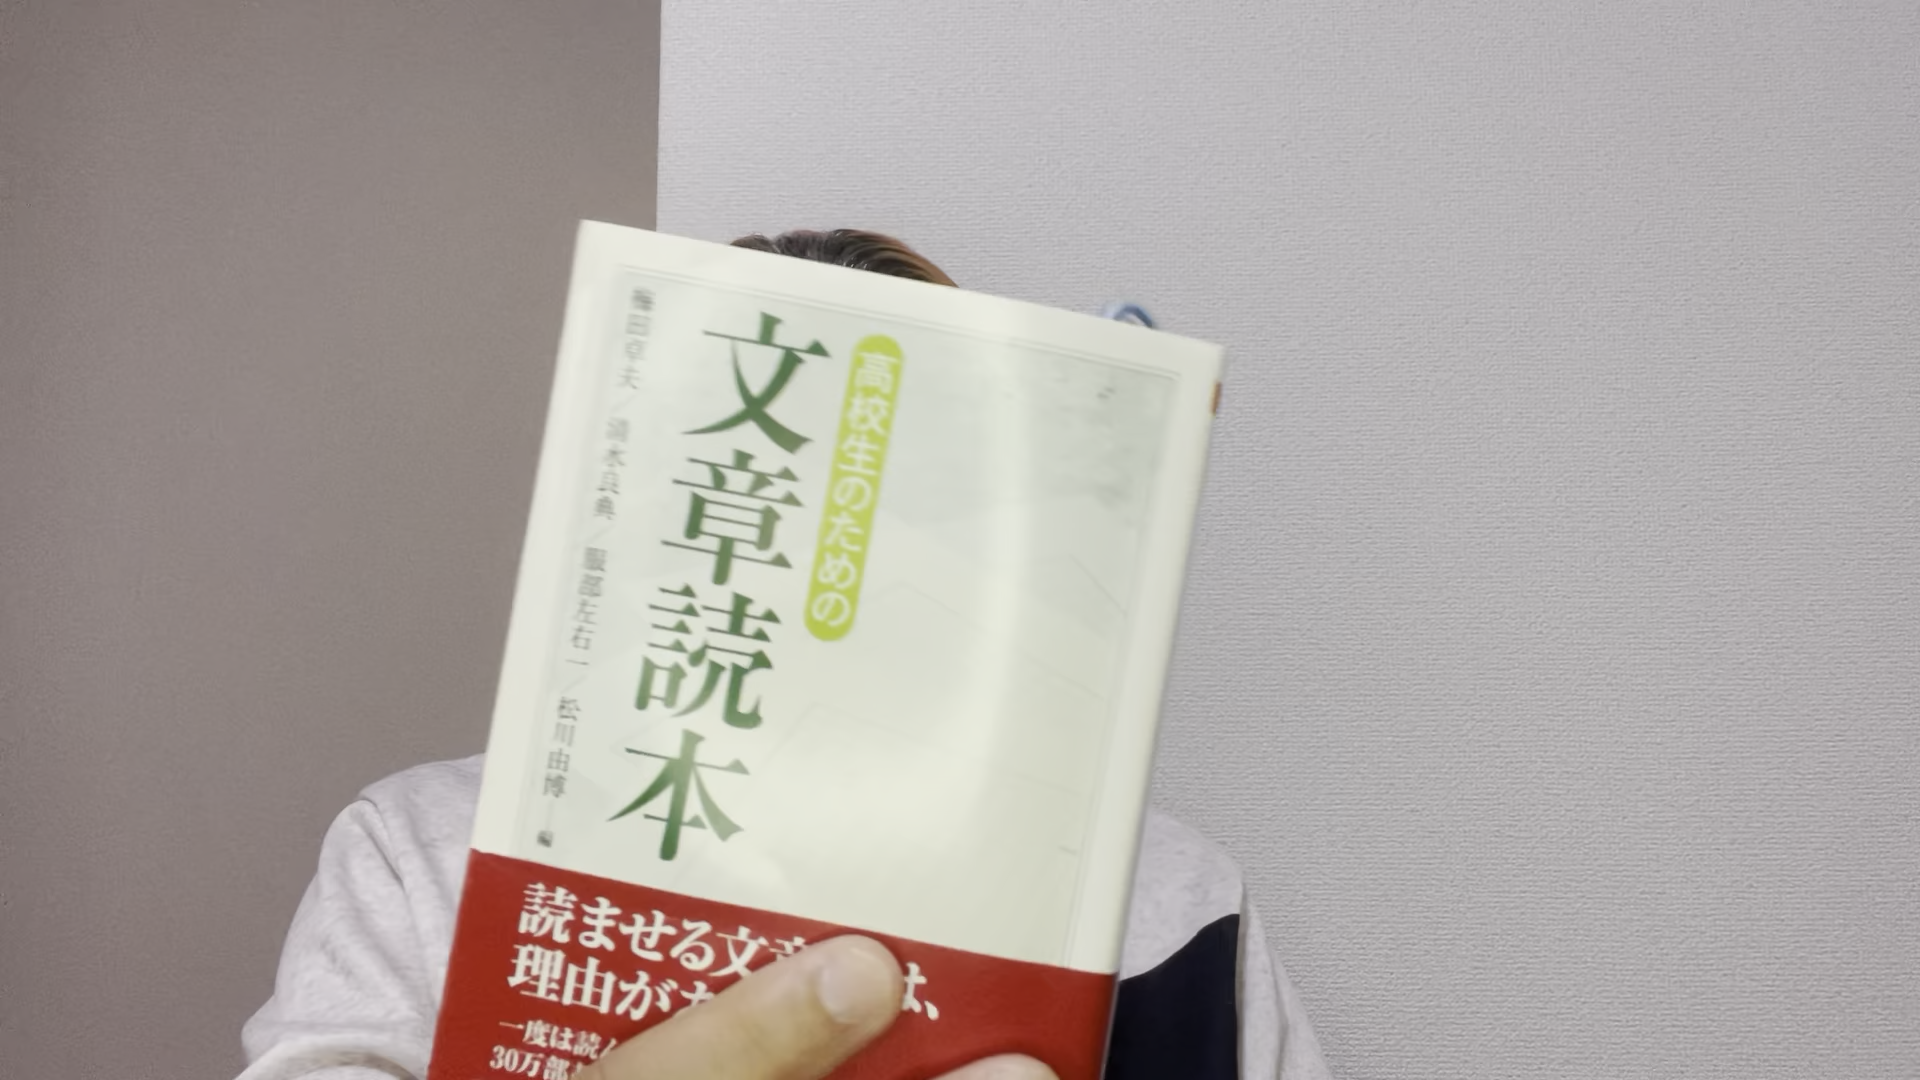 高校生のための
文章読本
梅田卓夫／清水良典／服部左右一／松川由博―編
読ませる文章 は、
理由が
一度は読
30万部